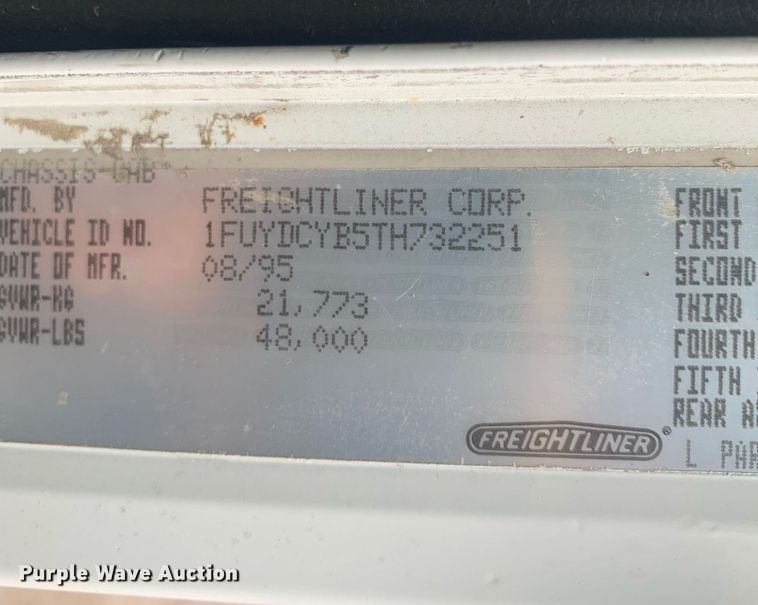 CHASSIS-CAB
MFD. BY FREIGHTLINER CORP.
VEHICLE ID NO. 1FUYDCYB5TH732251
DATE OF MFR. 08/95
GVWR-KG 21,773
GVWR-LBS 48,000
FRONT
FIRST
SECOND
THIRD
FOURTH
FIFTH
REAR
FREIGHTLINER®
L PAR
Purple Wave Auction